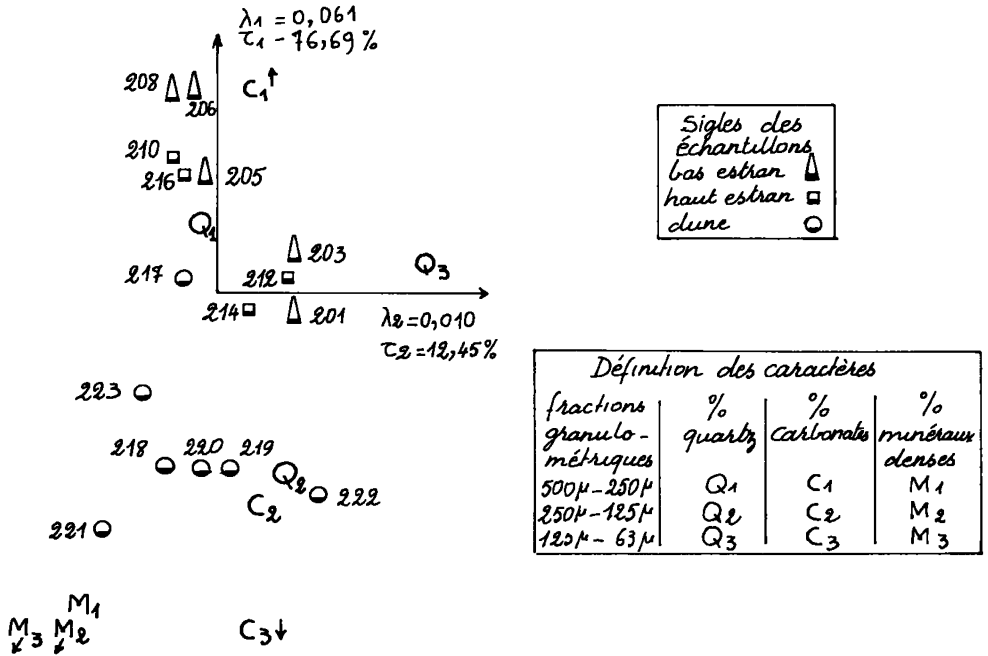 λ1 = 0,061
τ1 - 76,69 %
208
206
C1
210
216
205
Q1
203
Q3
217
212
214
201
λ2 = 0,010
τ2 = 12,45%
223
218
220
219
Q2
222
C2
221
M1
M3
M2
C3
Sigles des
échantillons
bas estran
haut estran
dune
Définition des caractères
fractions % % %
granulo- quartz carbonates minéraux
métriques denses
500μ-250μ Q1 C1 M1
250μ-125μ Q2 C2 M2
125μ- 63μ Q3 C3 M3